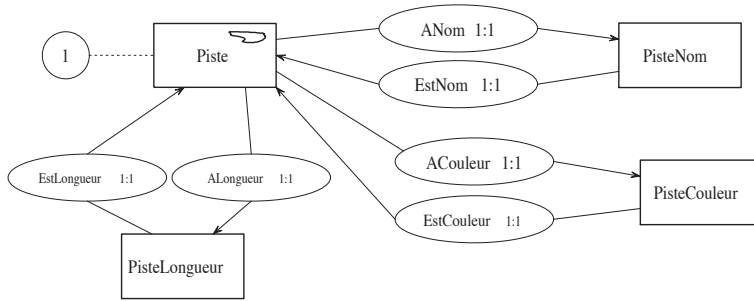 ANom 1:1
1
Piste
PisteNom
EstNom 1:1
ACouleur 1:1
EstLongueur 1:1
ALongueur 1:1
PisteCouleur
EstCouleur 1:1
PisteLongueur